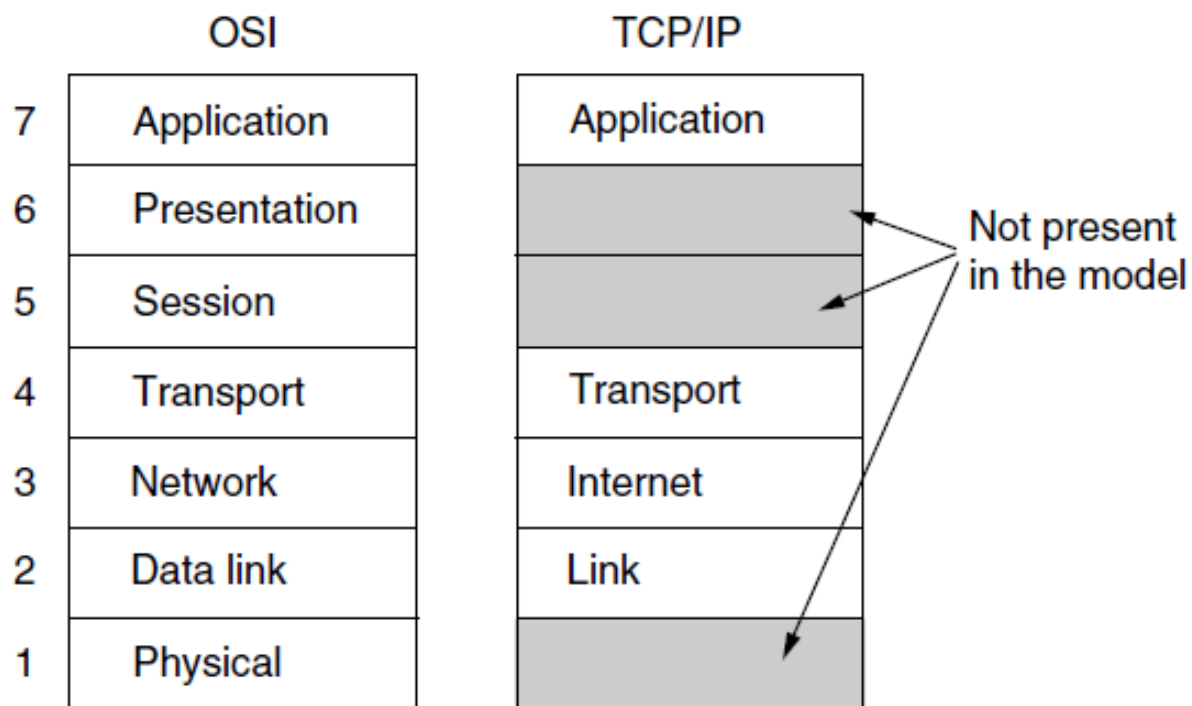 OSI TCP/IP
7 Application Application
6 Presentation
Not present
in the model
5 Session
4 Transport Transport
3 Network Internet
2 Data link Link
1 Physical